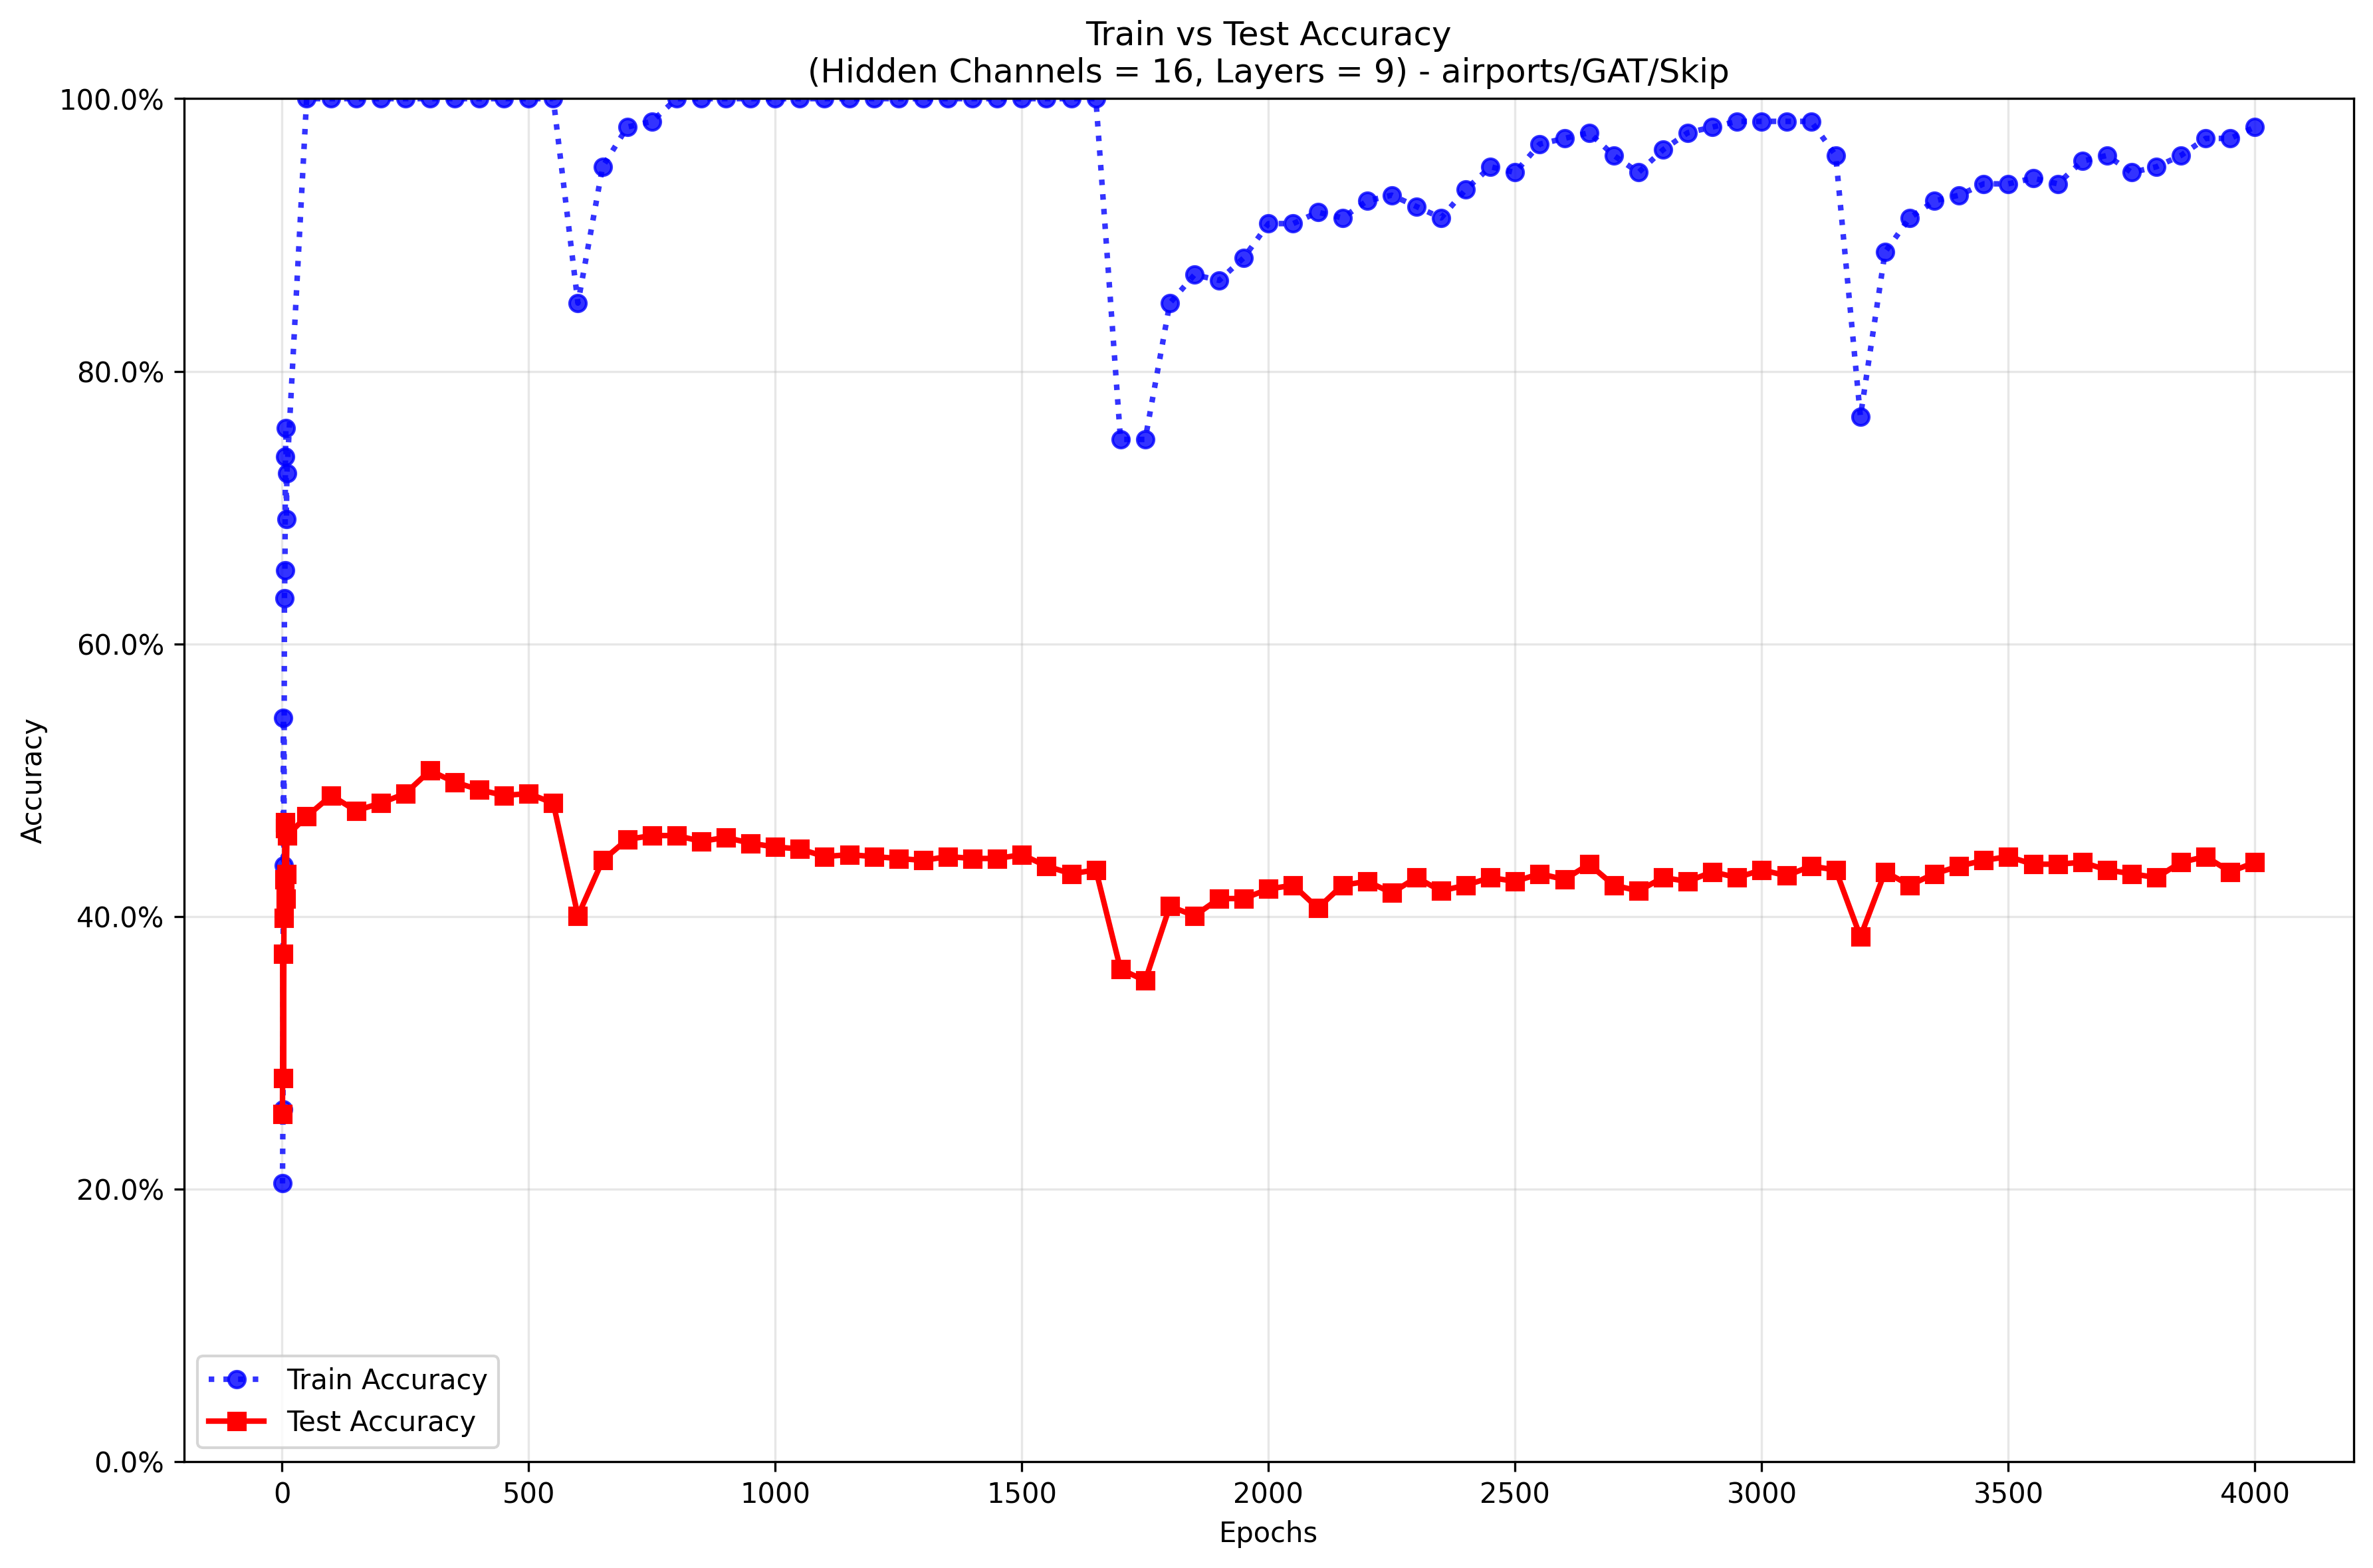 Train vs Test Accuracy
(Hidden Channels = 16, Layers = 9) - airports/GAT/Skip
100.0%
80.0%
60.0%
40.0%
20.0%
0.0%
Accuracy
Train Accuracy
Test Accuracy
0 500 1000 1500 2000 2500 3000 3500 4000
Epochs